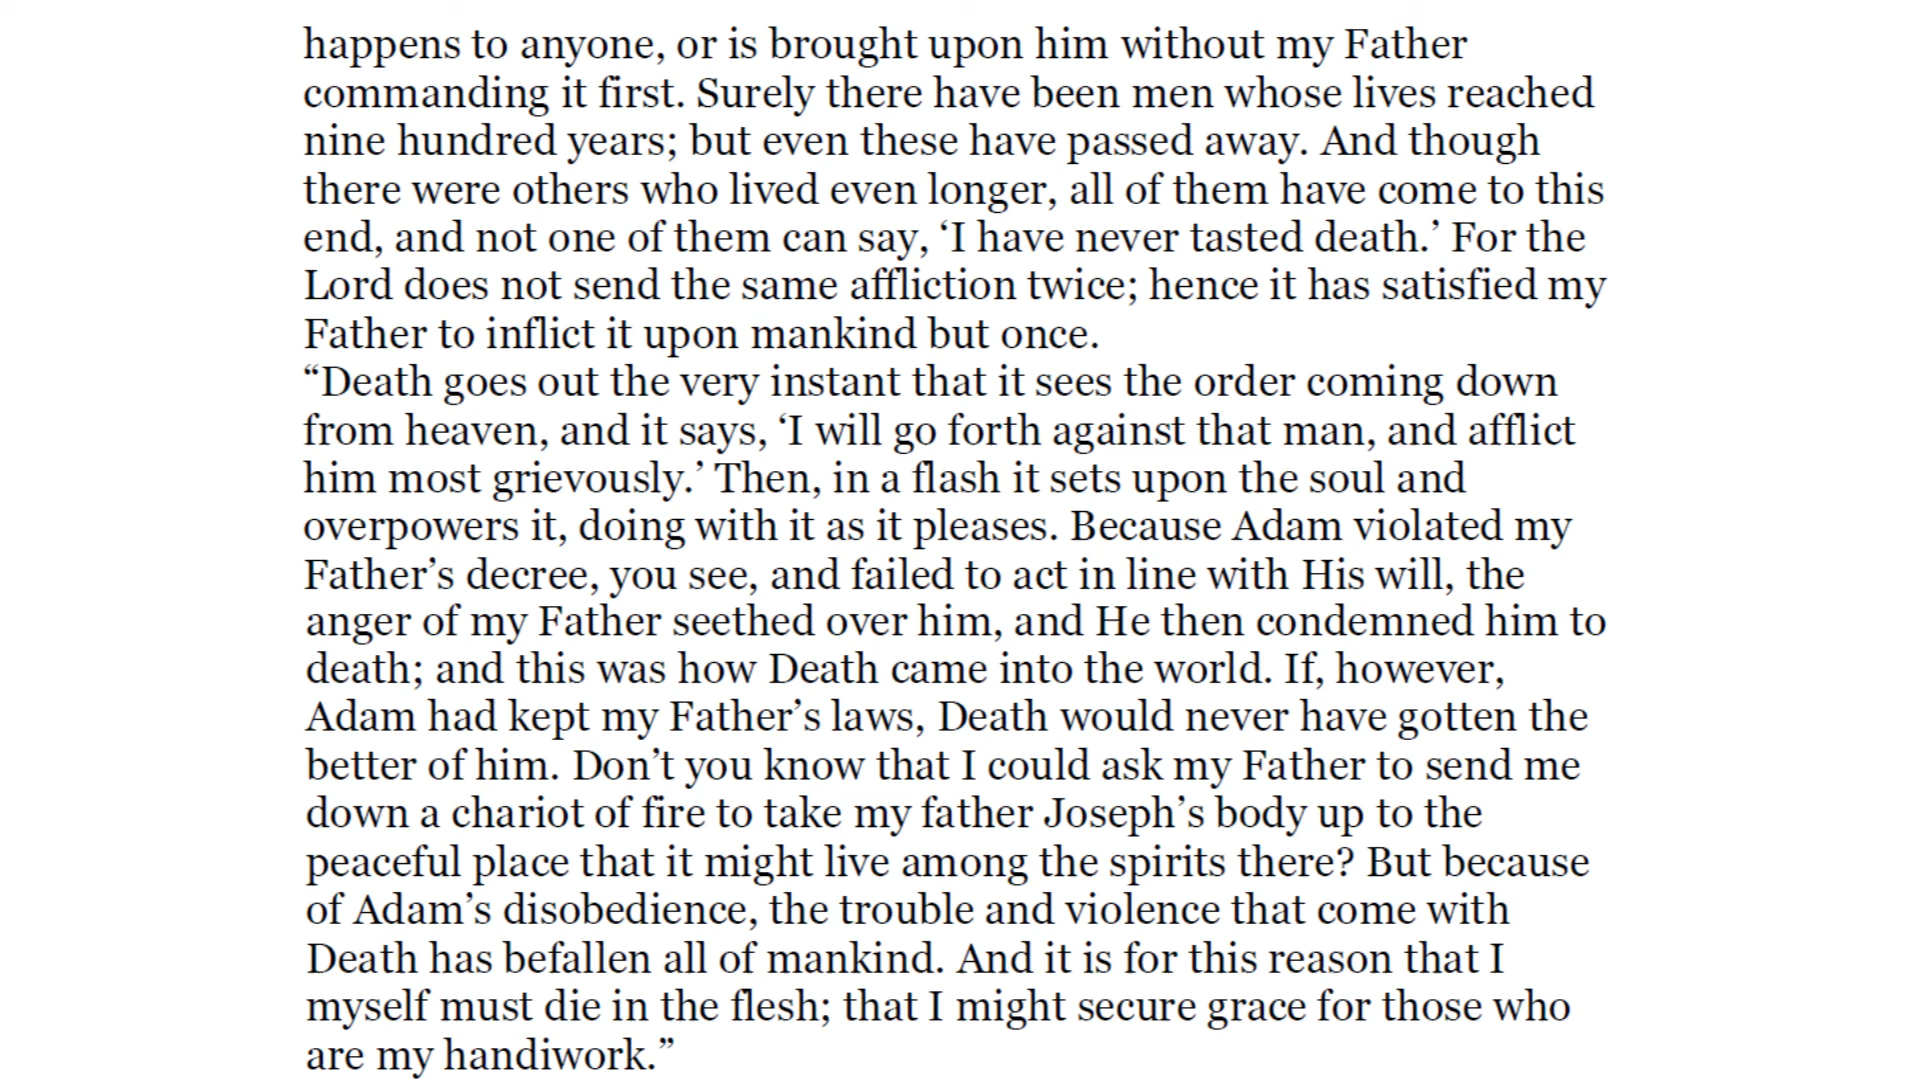 happens to anyone, or is brought upon him without my Father
commanding it first. Surely there have been men whose lives reached
nine hundred years; but even these have passed away. And though
there were others who lived even longer, all of them have come to this
end, and not one of them can say, ‘I have never tasted death.’ For the
Lord does not send the same affliction twice; hence it has satisfied my
Father to inflict it upon mankind but once.
“Death goes out the very instant that it sees the order coming down
from heaven, and it says, ‘I will go forth against that man, and afflict
him most grievously.’ Then, in a flash it sets upon the soul and
overpowers it, doing with it as it pleases. Because Adam violated my
Father’s decree, you see, and failed to act in line with His will, the
anger of my Father seethed over him, and He then condemned him to
death; and this was how Death came into the world. If, however,
Adam had kept my Father’s laws, Death would never have gotten the
better of him. Don’t you know that I could ask my Father to send me
down a chariot of fire to take my father Joseph’s body up to the
peaceful place that it might live among the spirits there? But because
of Adam’s disobedience, the trouble and violence that come with
Death has befallen all of mankind. And it is for this reason that I
myself must die in the flesh; that I might secure grace for those who
are my handiwork.”